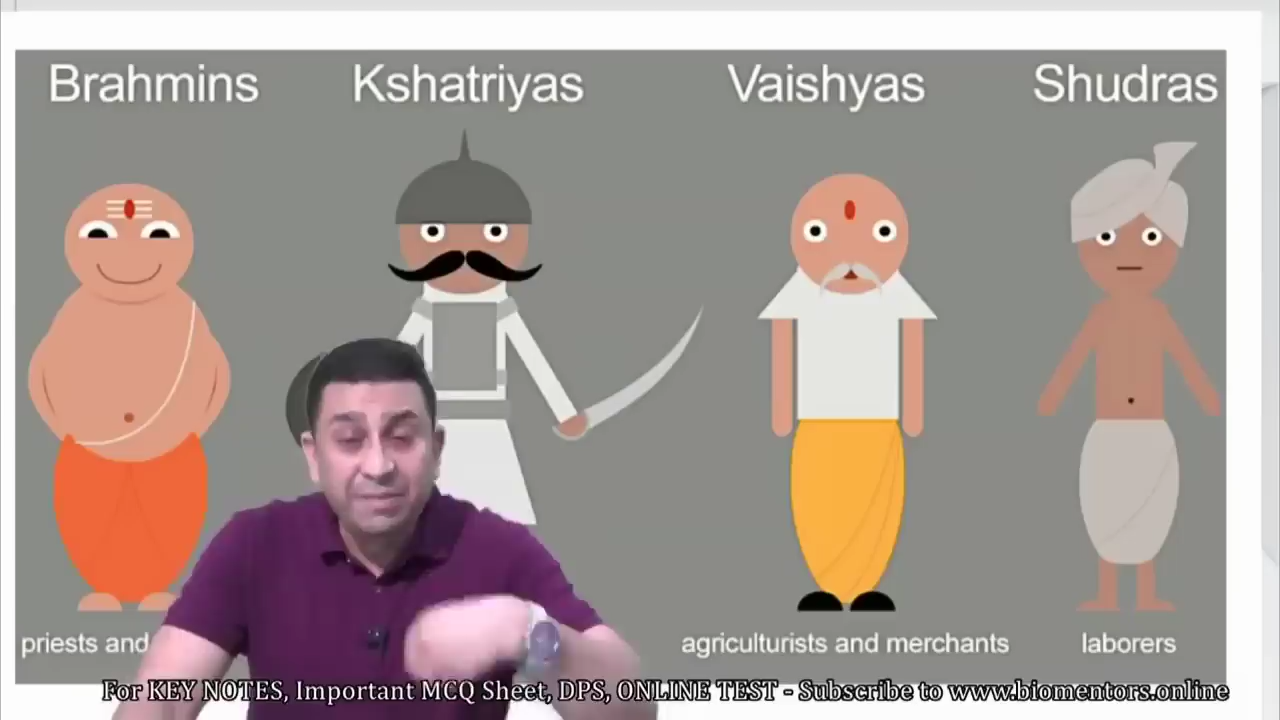 Brahmins Kshatriyas Vaishyas Shudras
priests and agriculturists and merchants laborers
For KEY NOTES, Important MCQ Sheet, DPS, ONLINE TEST - Subscribe to www.biomentors.online